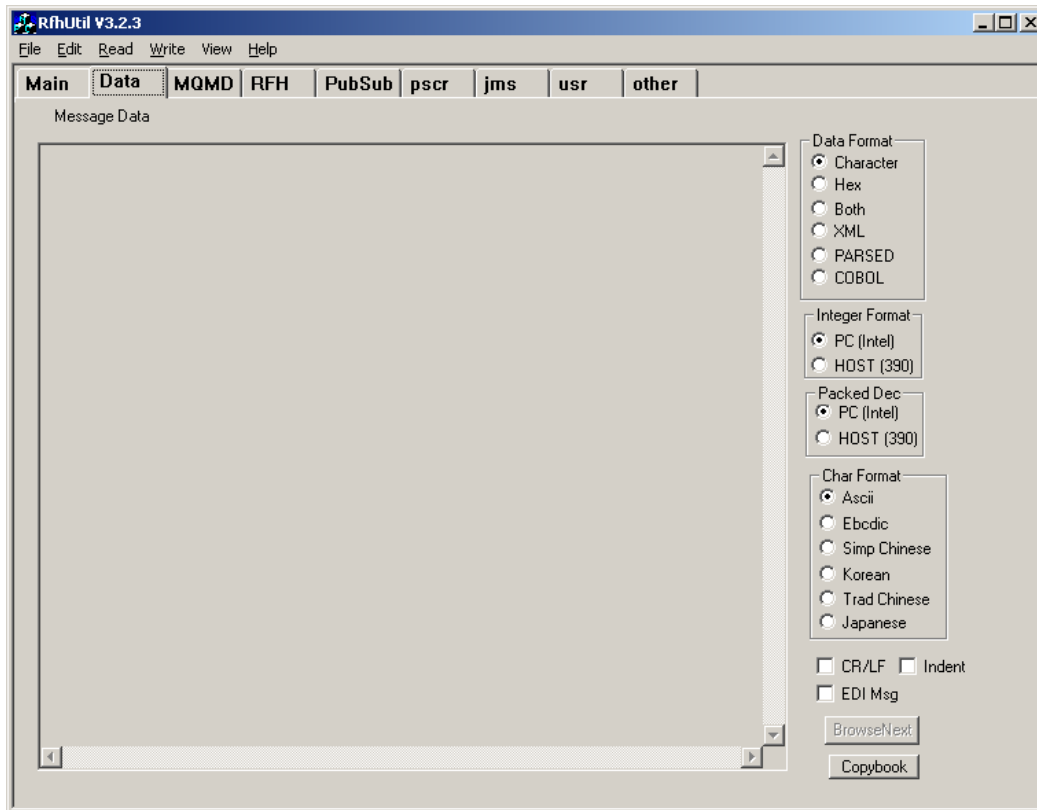 RfhUtil V3.2.3
File Edit Read Write View Help
Main Data MQMD RFH PubSub pscr jms usr other
Message Data
Data Format
Character
Hex
Both
XML
PARSED
COBOL
Integer Format
PC (Intel)
HOST (390)
Packed Dec
PC (Intel)
HOST (390)
Char Format
Ascii
Ebcdic
Simp Chinese
Korean
Trad Chinese
Japanese
CR/LF Indent
EDI Msg
BrowseNext
Copybook